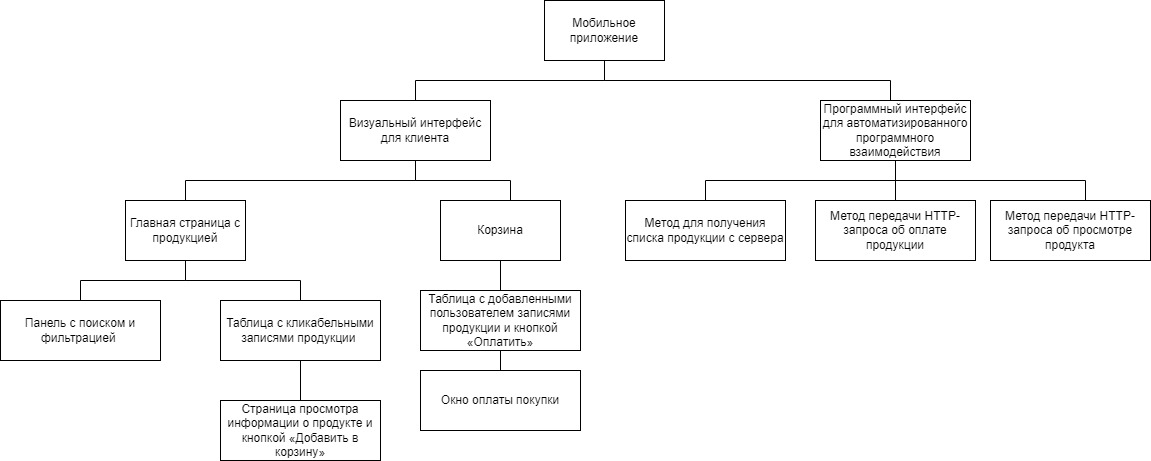 Мобильное
приложение
Визуальный интерфейс
для клиента
Программный интерфейс
для автоматизированного
программного
взаимодействия
Главная страница с
продукцией
Корзина
Метод для получения
списка продукции с сервера
Метод передачи HTTP-
запроса об оплате
продукции
Метод передачи HTTP-
запроса об просмотре
продукта
Панель с поиском и
фильтрацией
Таблица с кликабельными
записями продукции
Таблица с добавленными
пользователем записями
продукции и кнопкой
«Оплатить»
Страница просмотра
информации о продукте и
кнопкой «Добавить в
корзину»
Окно оплаты покупки